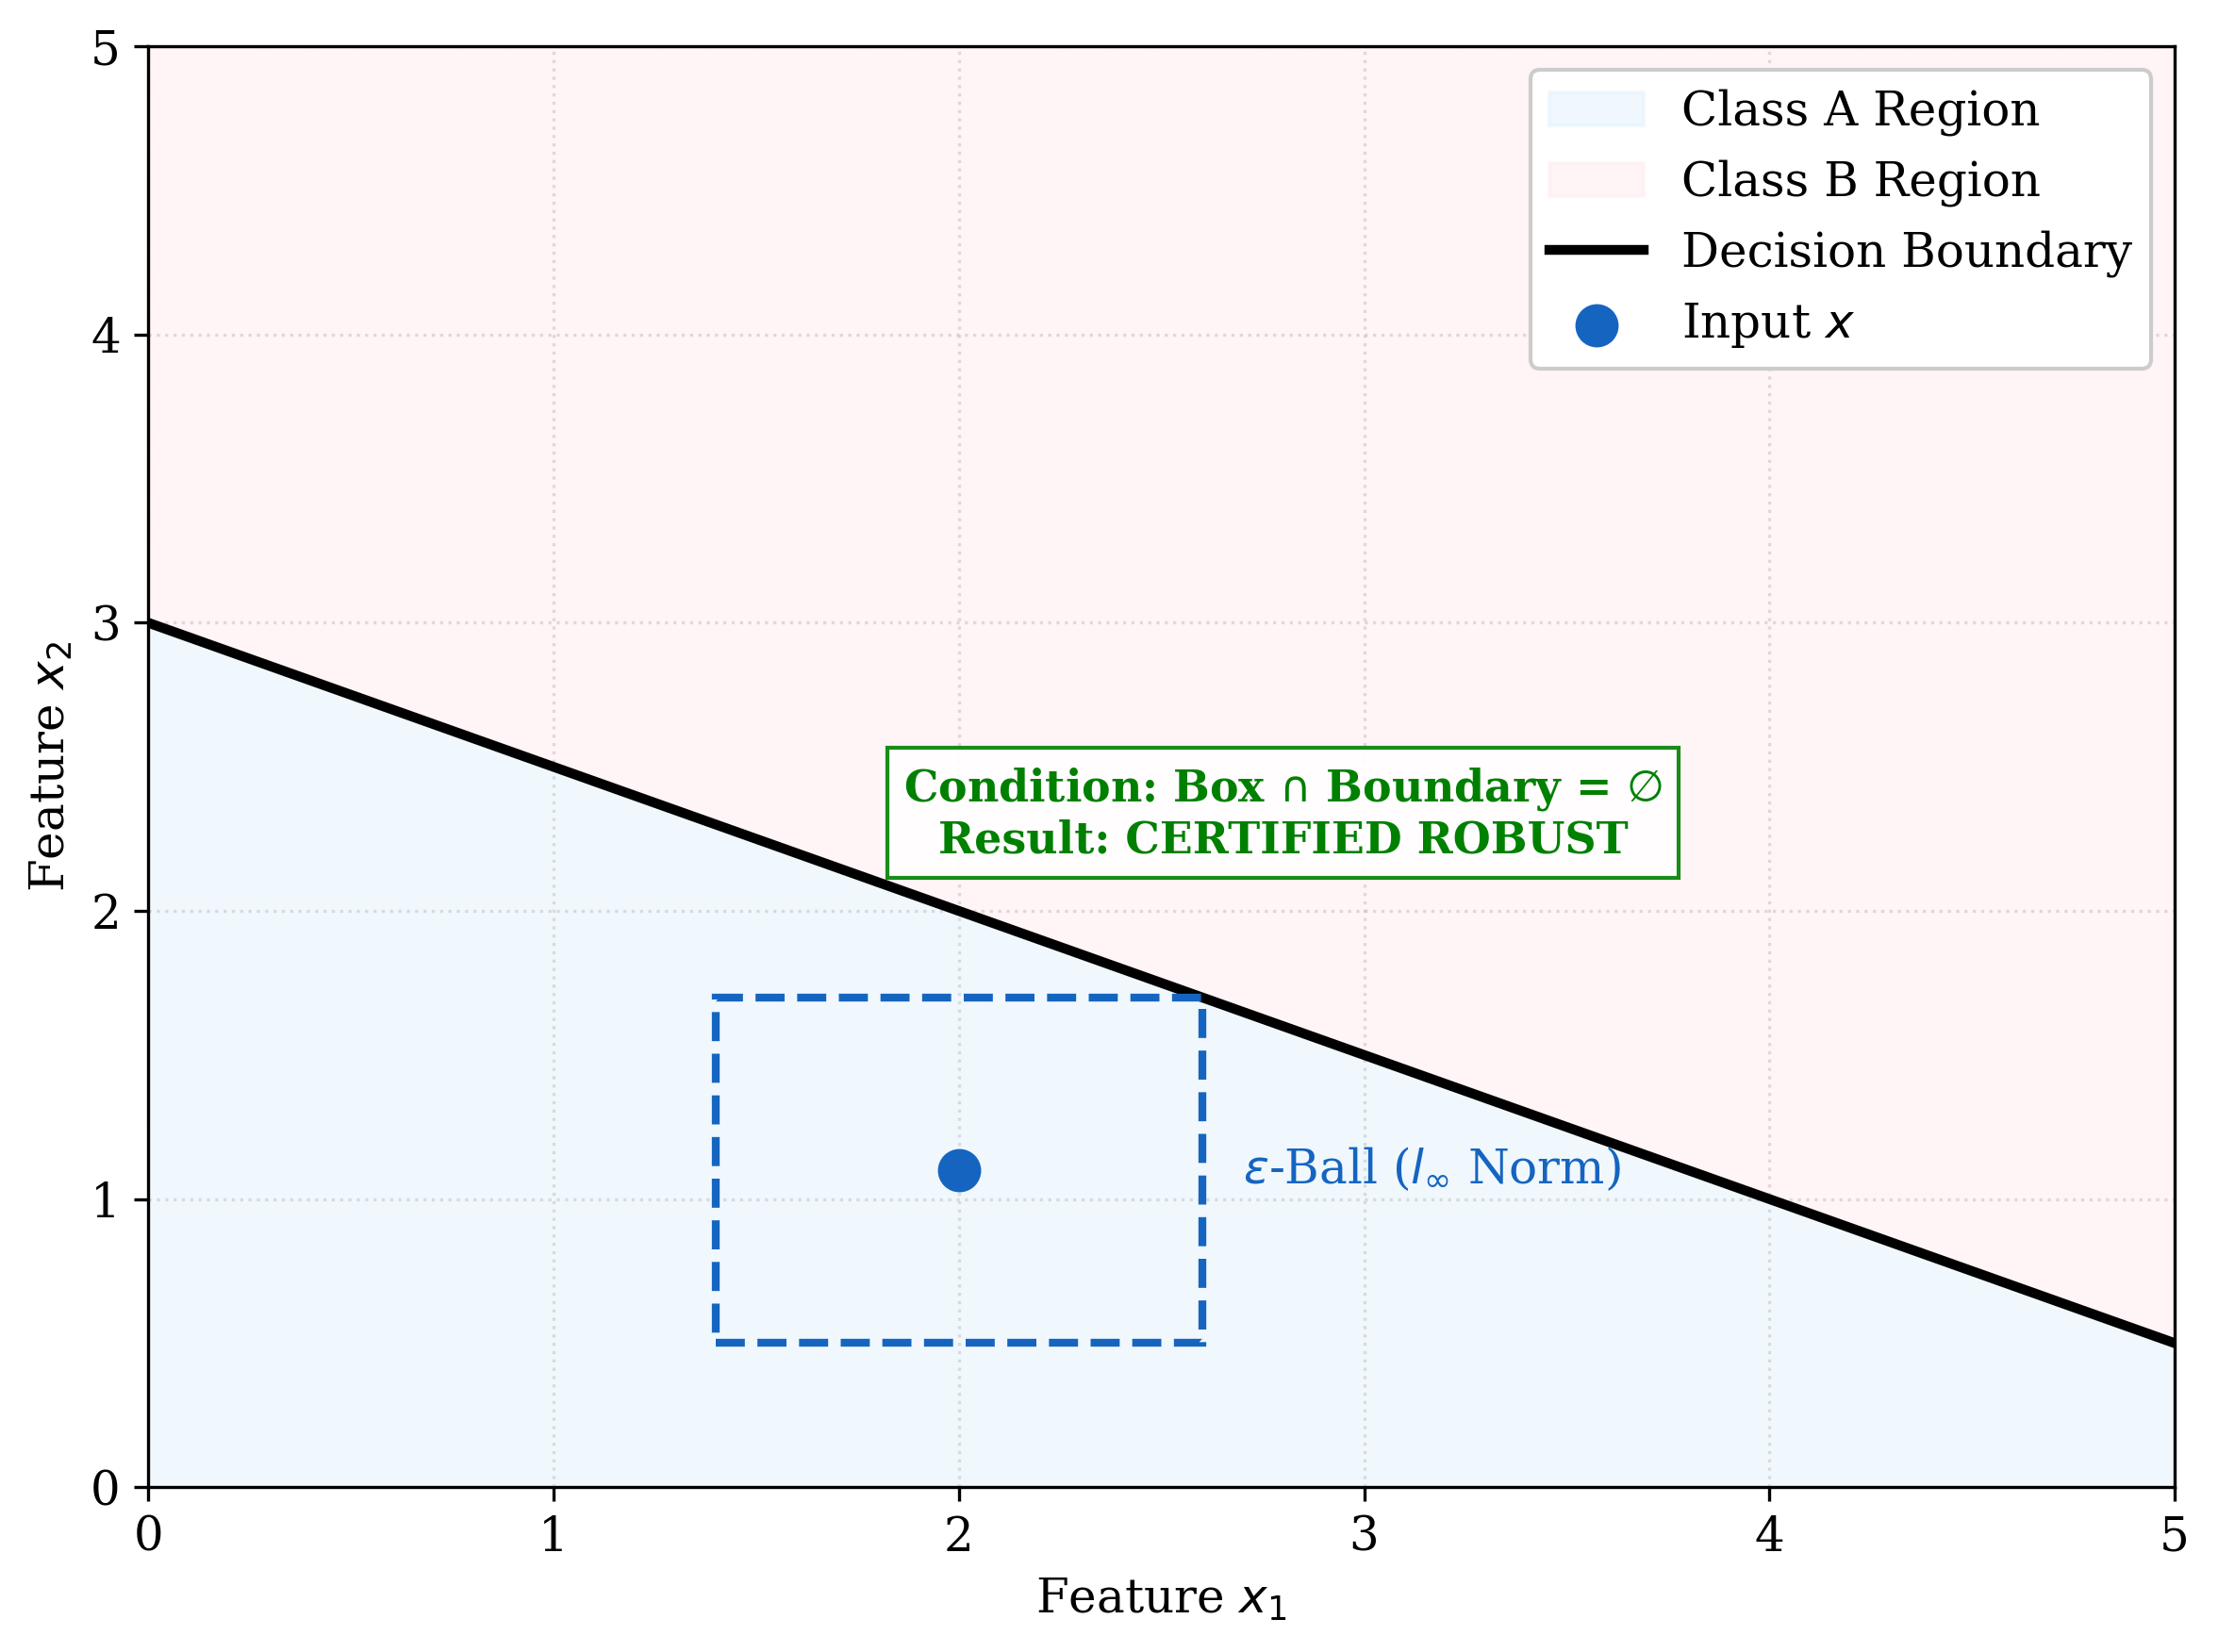 5
4
3
2
1
0
0 1 2 3 4 5
Feature x₂
Feature x₁
Class A Region
Class B Region
Decision Boundary
Input x
Condition: Box ∩ Boundary = ∅
Result: CERTIFIED ROBUST
ε-Ball (l∞ Norm)